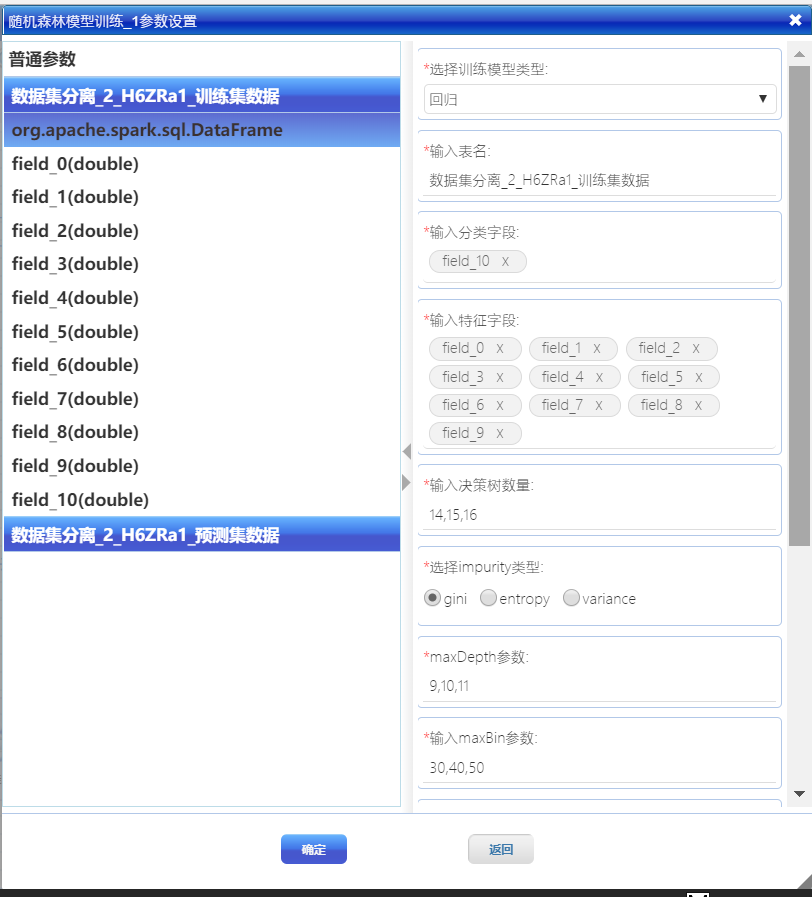 随机森林模型训练_1参数设置
普通参数
数据集分离_2_H6ZRa1_训练集数据
org.apache.spark.sql.DataFrame
field_0(double)
field_1(double)
field_2(double)
field_3(double)
field_4(double)
field_5(double)
field_6(double)
field_7(double)
field_8(double)
field_9(double)
field_10(double)
数据集分离_2_H6ZRa1_预测集数据
*选择训练模型类型:
回归
*输入表名:
数据集分离_2_H6ZRa1_训练集数据
*输入分类字段:
field_10 x
*输入特征字段:
field_0 x field_1 x field_2 x
field_3 x field_4 x field_5 x
field_6 x field_7 x field_8 x
field_9 x
*输入决策树数量:
14,15,16
*选择impurity类型:
gini entropy variance
*maxDepth参数:
9,10,11
*输入maxBin参数:
30,40,50
确定 返回